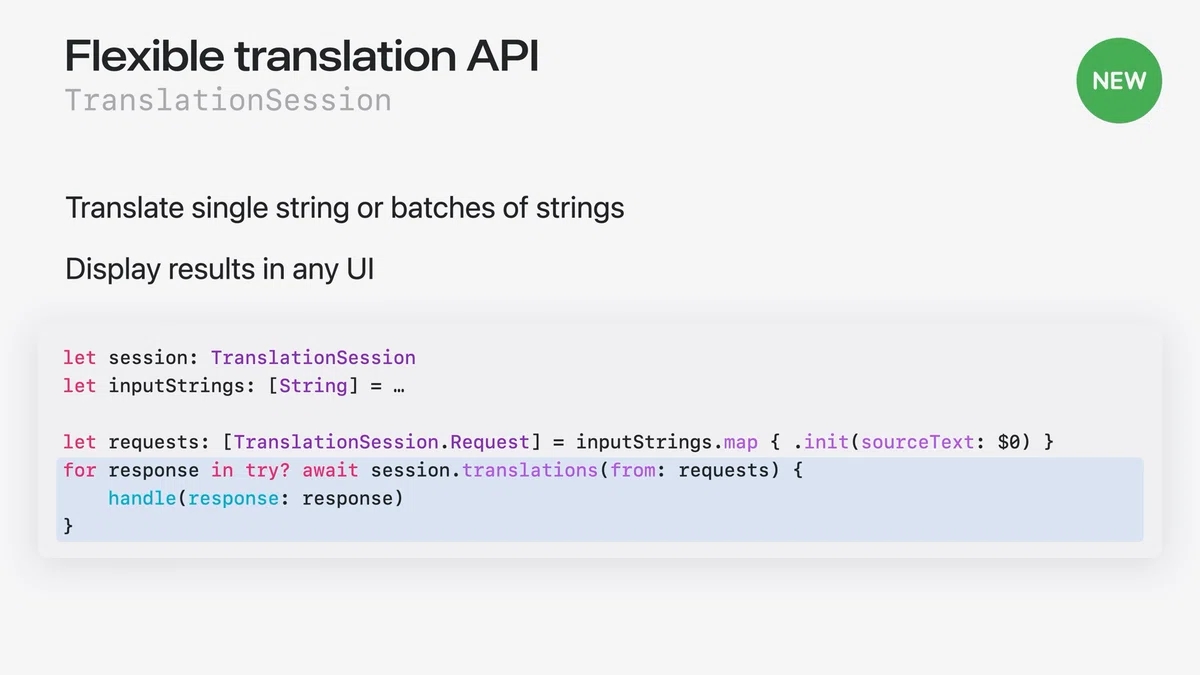 Flexible translation API
TranslationSession
NEW
Translate single string or batches of strings
Display results in any UI
let session: TranslationSession
let inputStrings: [String] = …
let requests: [TranslationSession.Request] = inputStrings.map { .init(sourceText: $0) }
for response in try? await session.translations(from: requests) {
    handle(response: response)
}